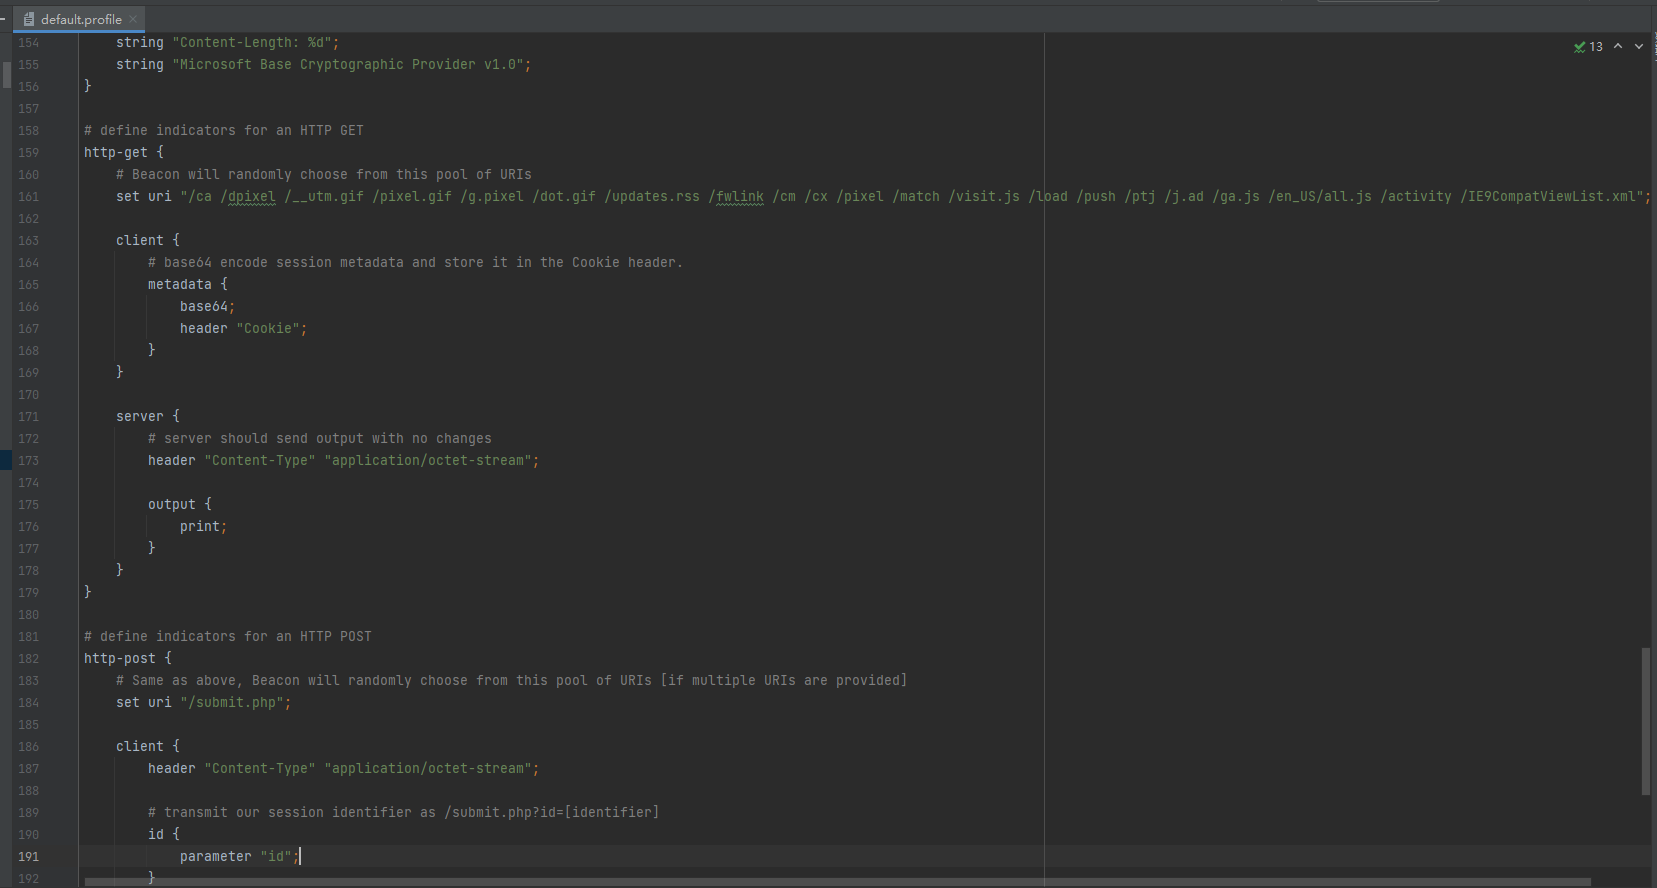 default.profile
13
154 string "Content-Length: %d";
155 string "Microsoft Base Cryptographic Provider v1.0";
156 }
157
158 # define indicators for an HTTP GET
159 http-get {
160 # Beacon will randomly choose from this pool of URIs
161 set uri "/ca /dpixel /__utm.gif /pixel.gif /g.pixel /dot.gif /updates.rss /fwlink /cm /cx /pixel /match /visit.js /load /push /ptj /j.ad /ga.js /en_US/all.js /activity /IE9CompatViewList.xml";
162
163 client {
164 # base64 encode session metadata and store it in the Cookie header.
165 metadata {
166 base64;
167 header "Cookie";
168 }
169 }
170
171 server {
172 # server should send output with no changes
173 header "Content-Type" "application/octet-stream";
174
175 output {
176 print;
177 }
178 }
179 }
180
181 # define indicators for an HTTP POST
182 http-post {
183 # Same as above, Beacon will randomly choose from this pool of URIs [if multiple URIs are provided]
184 set uri "/submit.php";
185
186 client {
187 header "Content-Type" "application/octet-stream";
188
189 # transmit our session identifier as /submit.php?id=[identifier]
190 id {
191 parameter "id";
192 }